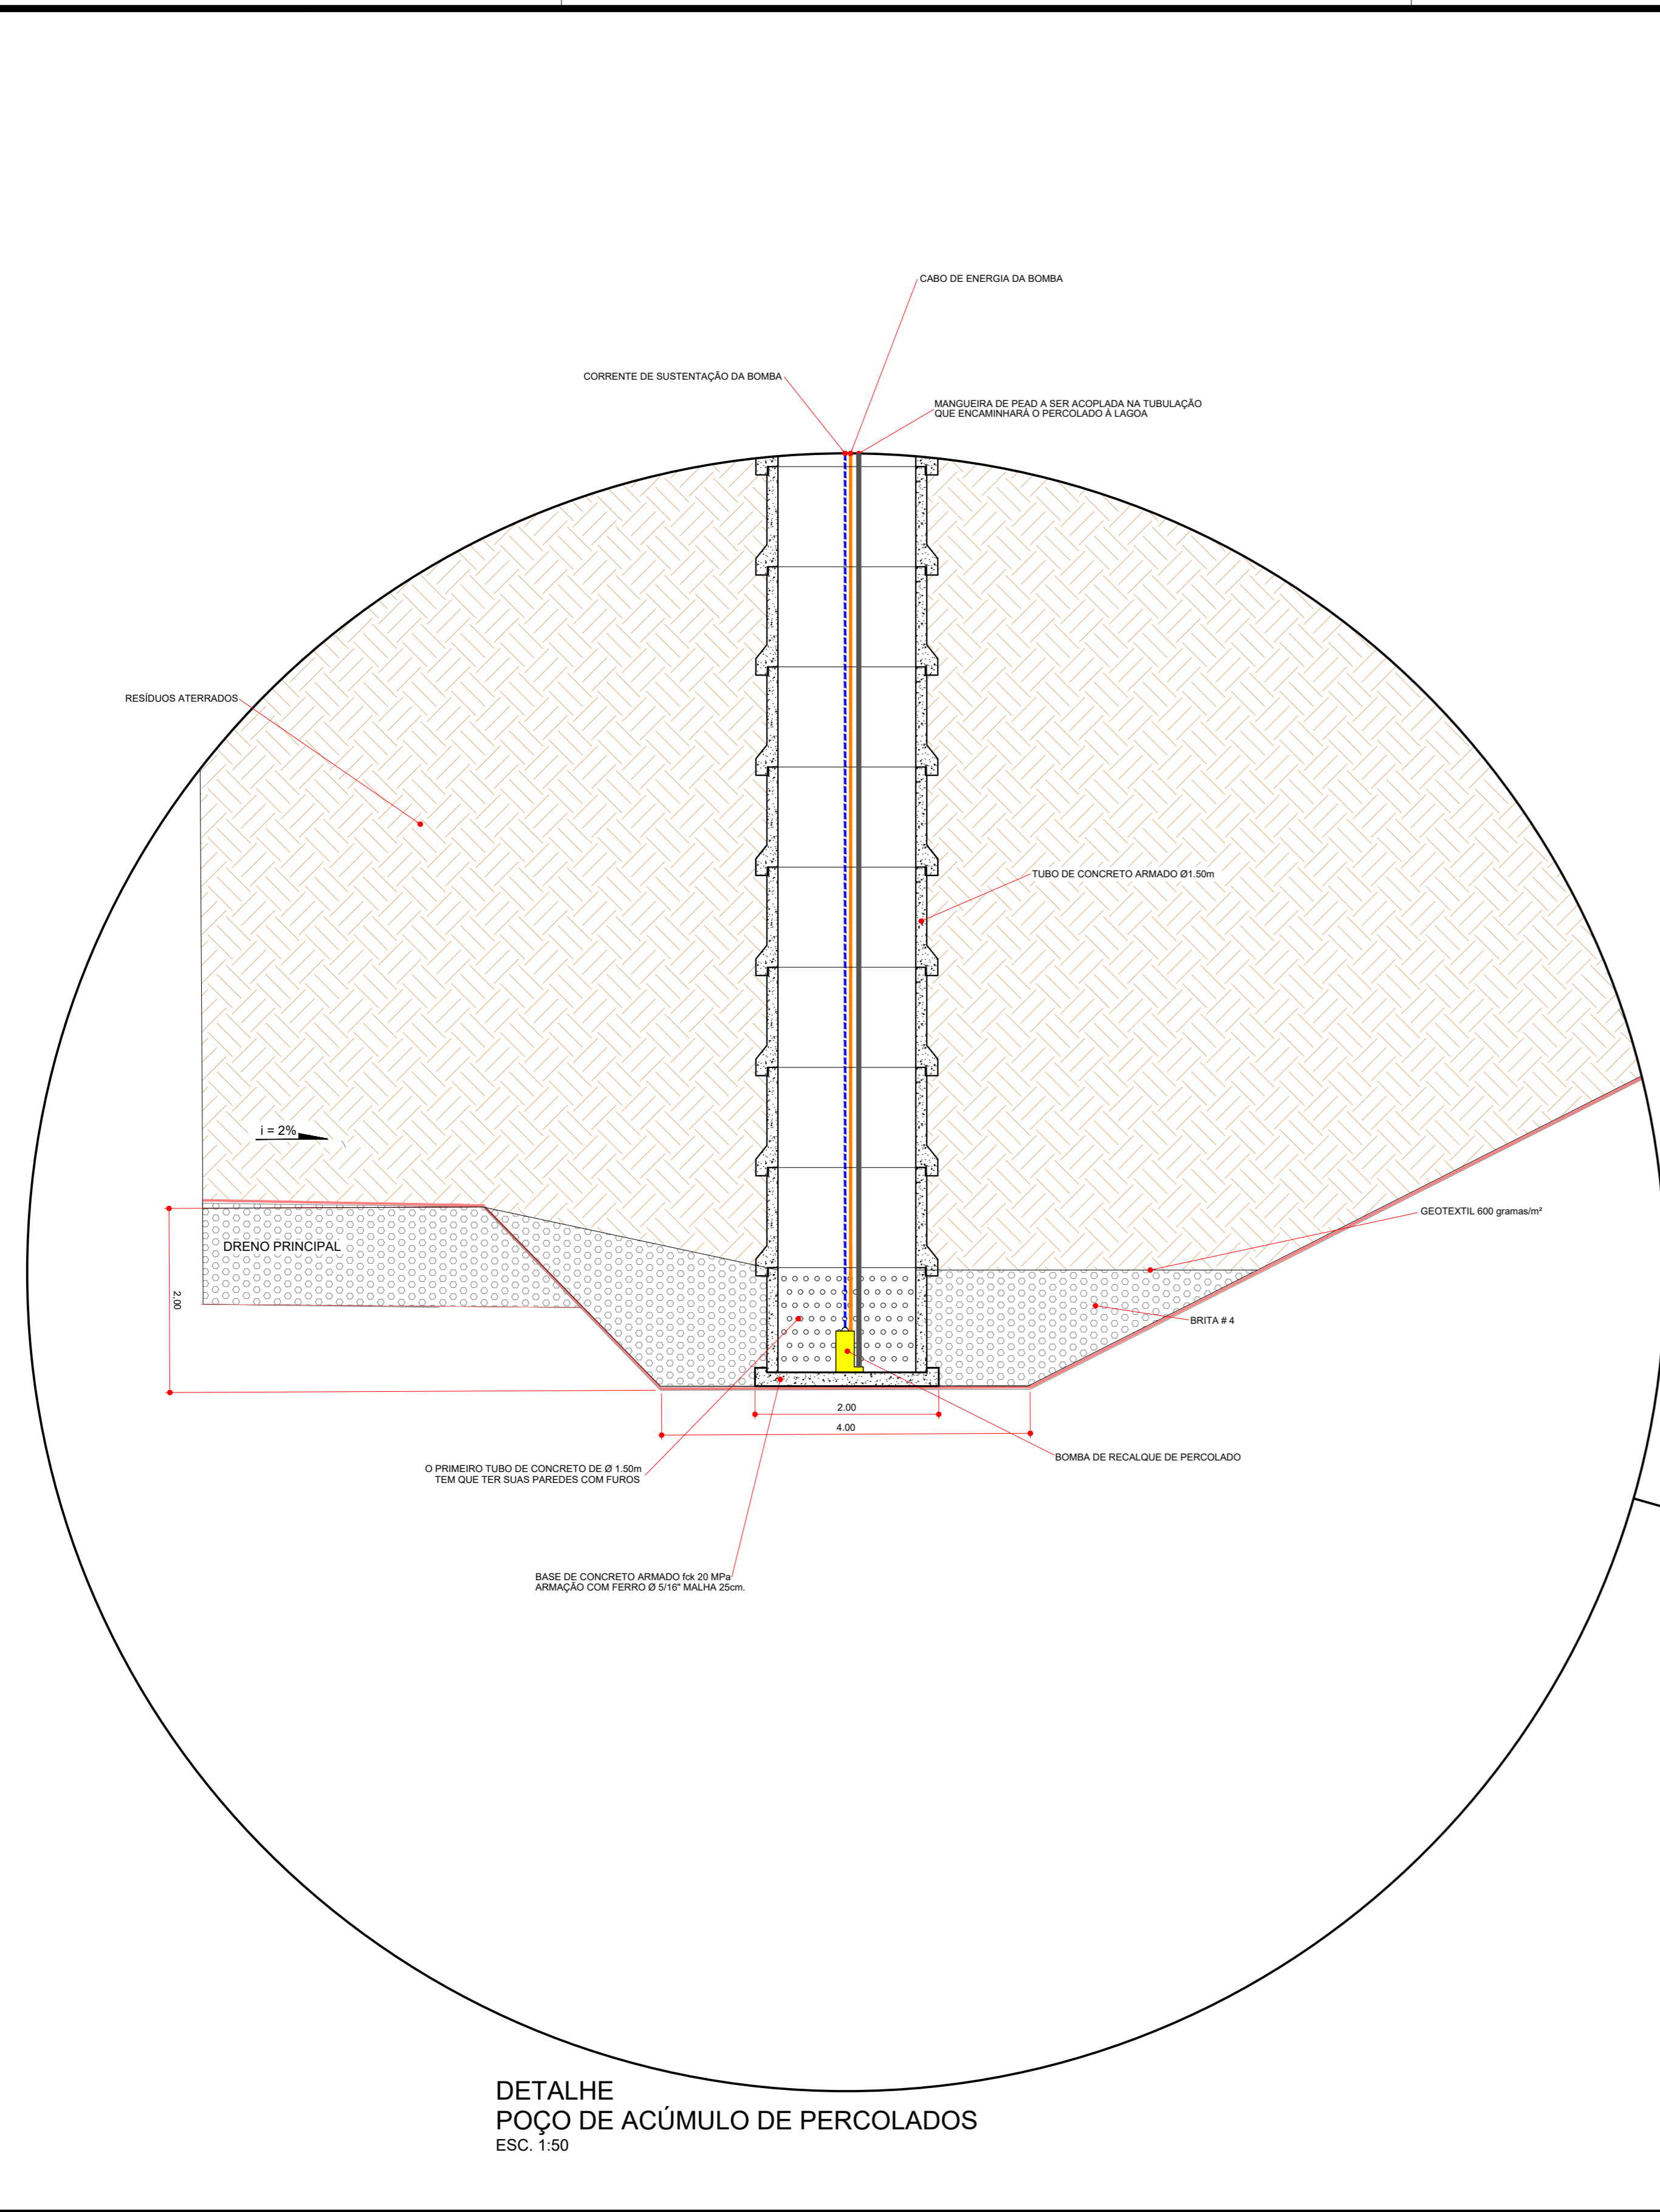 CABO DE ENERGIA DA BOMBA
CORRENTE DE SUSTENTAÇÃO DA BOMBA
MANGUEIRA DE PEAD A SER ACOPLADA NA TUBULAÇÃO
QUE ENCAMINHARÁ O PERCOLADO À LAGOA
RESÍDUOS ATERRADOS
TUBO DE CONCRETO ARMADO Ø1.50m
i = 2%
GEOTEXTIL 600 gramas/m²
DRENO PRINCIPAL
2,00
BRITA # 4
2.00
4.00
BOMBA DE RECALQUE DE PERCOLADO
O PRIMEIRO TUBO DE CONCRETO DE Ø 1.50m
TEM QUE TER SUAS PAREDES COM FUROS
BASE DE CONCRETO ARMADO fck 20 MPa
ARMAÇÃO COM FERRO Ø 5/16" MALHA 25cm.
DETALHE
POÇO DE ACÚMULO DE PERCOLADOS
ESC. 1:50